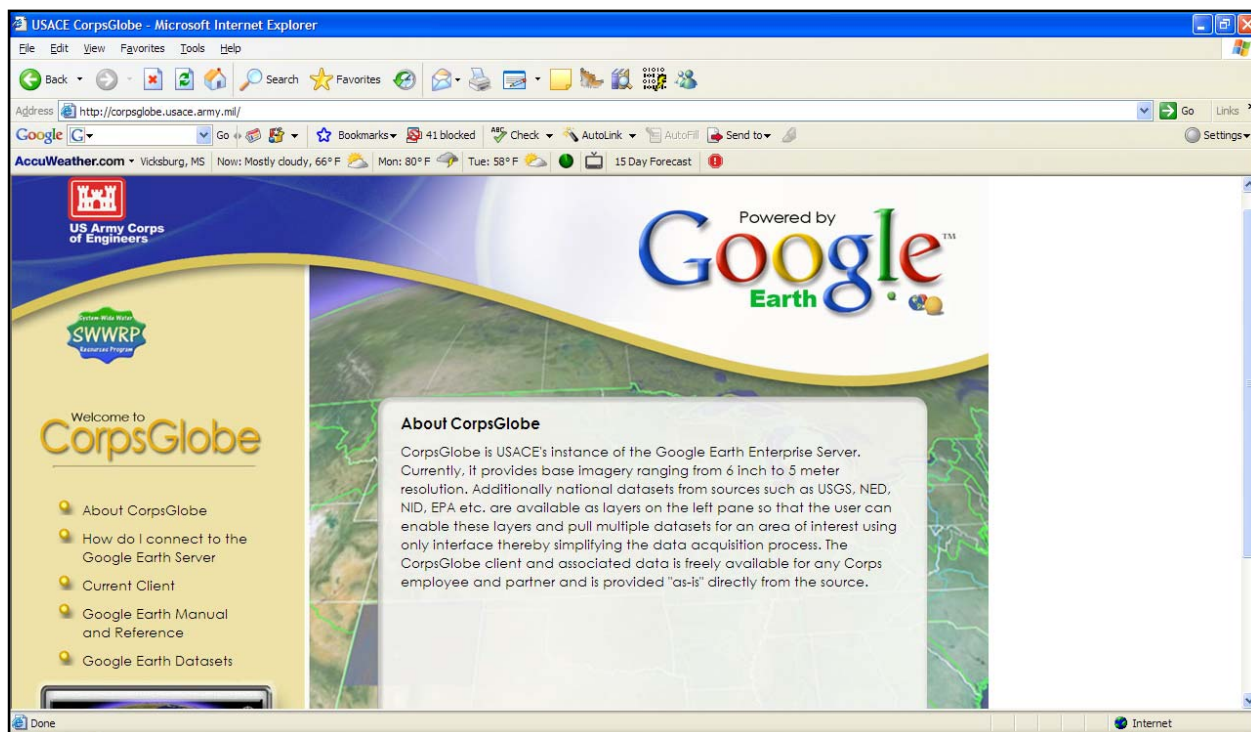 USACE CorpsGlobe - Microsoft Internet Explorer
File Edit View Favorites Tools Help
Back Search Favorites
Address http://corpsglobe.usace.army.mil/ Go Links
Google G Go Bookmarks 41 blocked ABC Check AutoLink AutoFill Send to Settings
AccuWeather.com Vicksburg, MS Now: Mostly cloudy, 66° F Mon: 80° F Tue: 58° F 15 Day Forecast
US Army Corps
of Engineers
Powered by
Google™
Earth
System-Wide Water
SWWRP
Resources Program
Welcome to
CorpsGlobe
About CorpsGlobe
How do I connect to the
Google Earth Server
Current Client
Google Earth Manual
and Reference
Google Earth Datasets
About CorpsGlobe
CorpsGlobe is USACE's instance of the Google Earth Enterprise Server.
Currently, it provides base imagery ranging from 6 inch to 5 meter
resolution. Additionally national datasets from sources such as USGS, NED,
NID, EPA etc. are available as layers on the left pane so that the user can
enable these layers and pull multiple datasets for an area of interest using
only interface thereby simplifying the data acquisition process. The
CorpsGlobe client and associated data is freely available for any Corps
employee and partner and is provided "as-is" directly from the source.
Done Internet